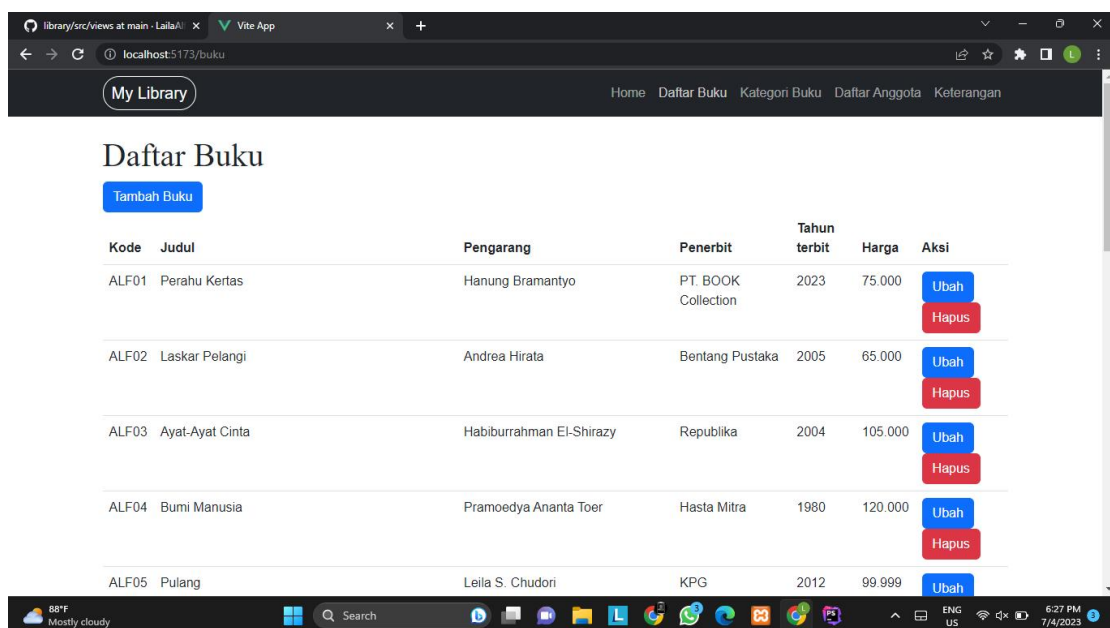 library/src/views at main · LailaAl
Vite App
localhost:5173/buku
L
My Library
Home Daftar Buku Kategori Buku Daftar Anggota Keterangan
Daftar Buku
Tambah Buku
Kode Judul Pengarang Penerbit Tahun terbit Harga Aksi
ALF01 Perahu Kertas Hanung Bramantyo PT. BOOK Collection 2023 75.000 Ubah
Hapus
ALF02 Laskar Pelangi Andrea Hirata Bentang Pustaka 2005 65.000 Ubah
Hapus
ALF03 Ayat-Ayat Cinta Habiburrahman El-Shirazy Republika 2004 105.000 Ubah
Hapus
ALF04 Bumi Manusia Pramoedya Ananta Toer Hasta Mitra 1980 120.000 Ubah
Hapus
ALF05 Pulang Leila S. Chudori KPG 2012 99.999 Ubah
88°F
Mostly cloudy
Search
b
L
3
PS
ENG
US
6:27 PM
7/4/2023
3